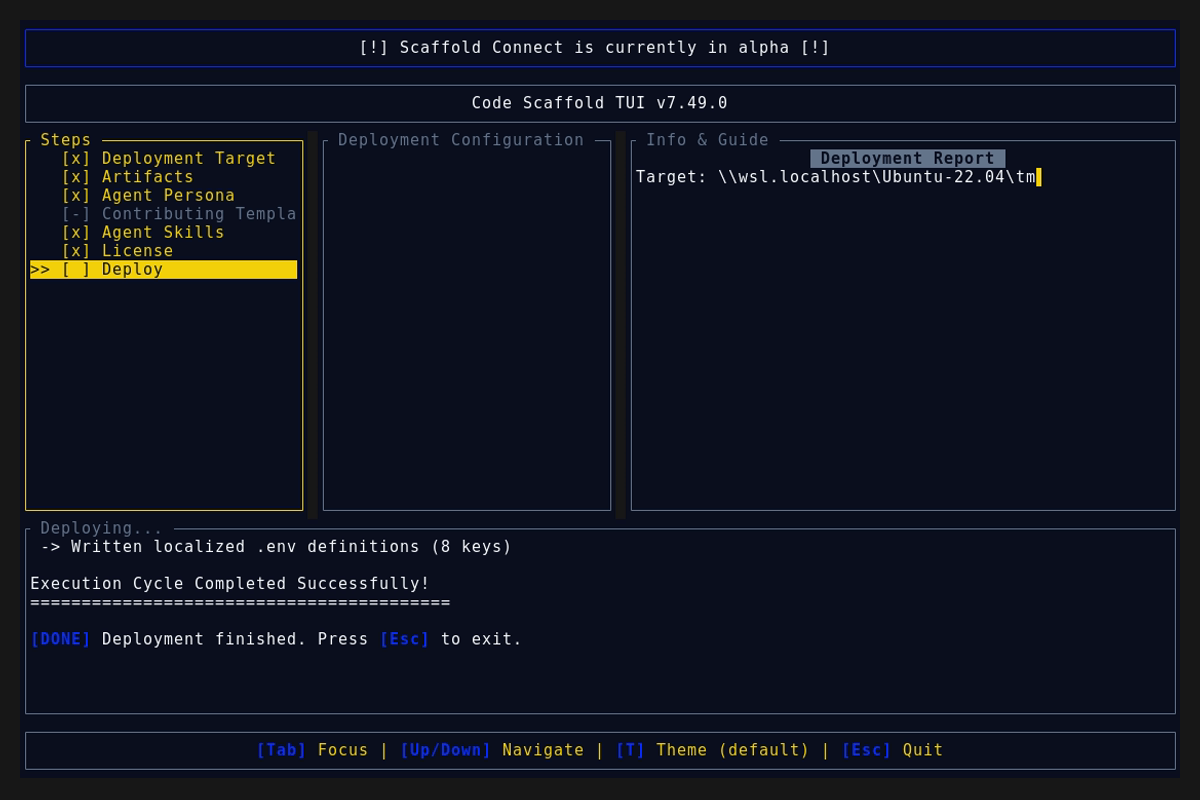 [!] Scaffold Connect is currently in alpha [!]
Code Scaffold TUI v7.49.0
Steps
[x] Deployment Target
[x] Artifacts
[x] Agent Persona
[-] Contributing Templa
[x] Agent Skills
[x] License
>> [ ] Deploy
Deployment Configuration
Info & Guide
Deployment Report
Target: \\wsl.localhost\Ubuntu-22.04\tm
Deploying...
-> Written localized .env definitions (8 keys)
Execution Cycle Completed Successfully!
=========================================
[DONE] Deployment finished. Press [Esc] to exit.
[Tab] Focus | [Up/Down] Navigate | [T] Theme (default) | [Esc] Quit